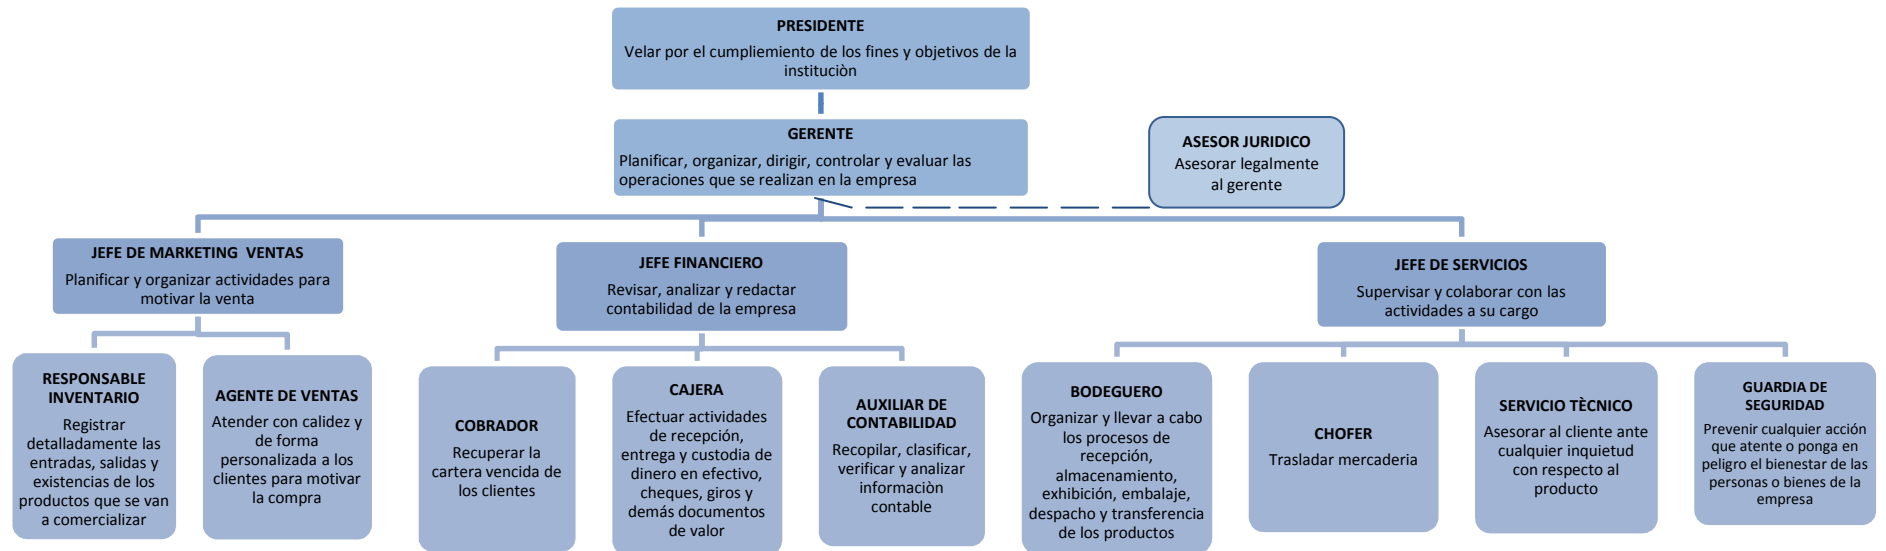 PRESIDENTE
Velar por el cumpliemiento de los fines y objetivos de la
instituciòn
GERENTE
Planificar, organizar, dirigir, controlar y evaluar las
operaciones que se realizan en la empresa
ASESOR JURIDICO
Asesorar legalmente
al gerente
JEFE DE MARKETING  VENTAS
Planificar y organizar actividades para
motivar la venta
JEFE FINANCIERO
Revisar, analizar y redactar
contabilidad de la empresa
JEFE DE SERVICIOS
Supervisar y colaborar con las
actividades a su cargo
RESPONSABLE
INVENTARIO
Registrar
detalladamente las
entradas, salidas y
existencias de los
productos que se van
a comercializar
AGENTE DE VENTAS
Atender con calidez y
de forma
personalizada a los
clientes para motivar
la compra
COBRADOR
Recuperar la
cartera vencida de
los clientes
CAJERA
Efectuar actividades
de recepción,
entrega y custodia de
dinero en efectivo,
cheques, giros y
demás documentos
de valor
AUXILIAR DE
CONTABILIDAD
Recopilar, clasificar,
verificar y analizar
informaciòn
contable
BODEGUERO
Organizar y llevar a cabo
los procesos de
recepción,
almacenamiento,
exhibición, embalaje,
despacho y transferencia
de los productos
CHOFER
Trasladar mercaderia
SERVICIO TÈCNICO
Asesorar al cliente ante
cualquier inquietud
con respecto al
producto
GUARDIA DE
SEGURIDAD
Prevenir cualquier acción
que atente o ponga en
peligro el bienestar de las
personas o bienes de la
empresa